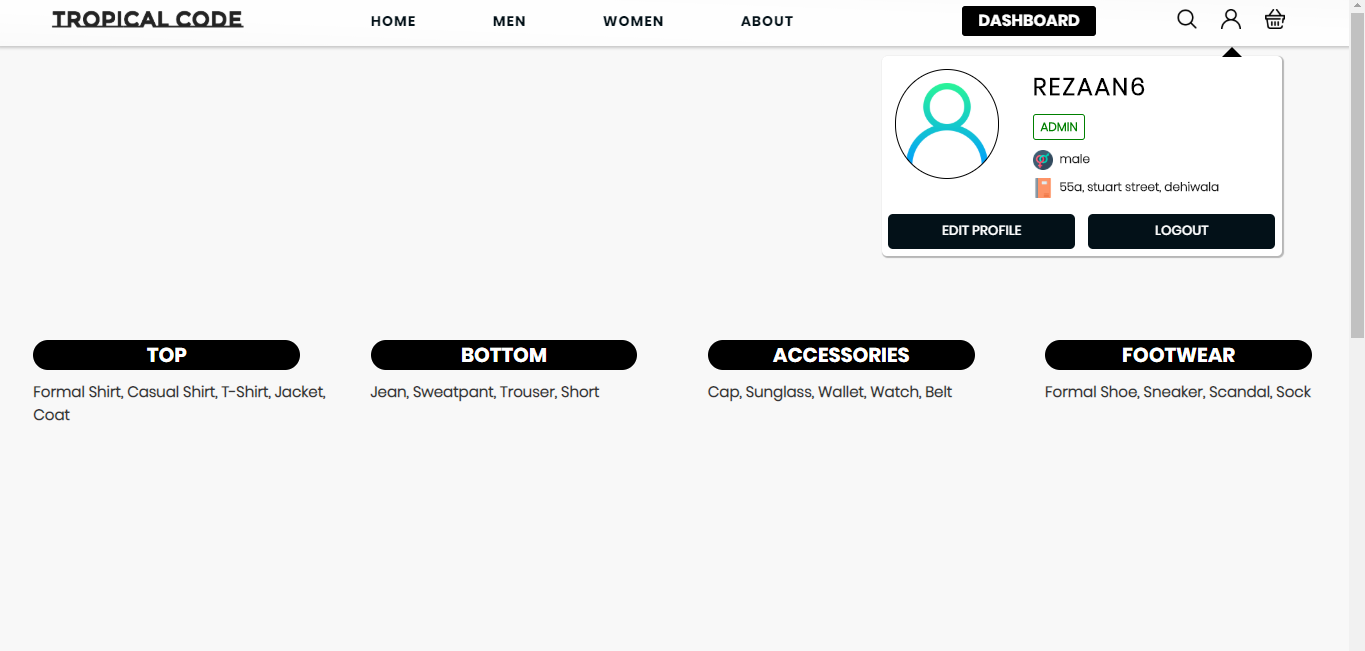 TROPICAL CODE
HOME MEN WOMEN ABOUT DASHBOARD
REZAAN6
ADMIN
male
55a, stuart street, dehiwala
EDIT PROFILE LOGOUT
TOP
Formal Shirt, Casual Shirt, T-Shirt, Jacket,
Coat
BOTTOM
Jean, Sweatpant, Trouser, Short
ACCESSORIES
Cap, Sunglass, Wallet, Watch, Belt
FOOTWEAR
Formal Shoe, Sneaker, Scandal, Sock